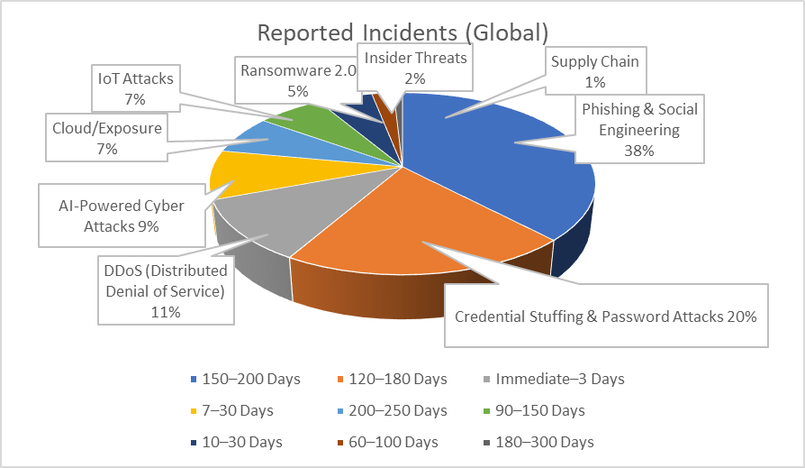 Reported Incidents (Global)
Insider Threats
2%
Supply Chain
1%
Ransomware 2.0
5%
IoT Attacks
7%
Phishing & Social
Engineering
38%
Cloud/Exposure
7%
AI-Powered Cyber
Attacks 9%
DDoS (Distributed
Denial of Service)
11%
Credential Stuffing & Password Attacks 20%
150–200 Days
120–180 Days
Immediate–3 Days
7–30 Days
200–250 Days
90–150 Days
10–30 Days
60–100 Days
180–300 Days